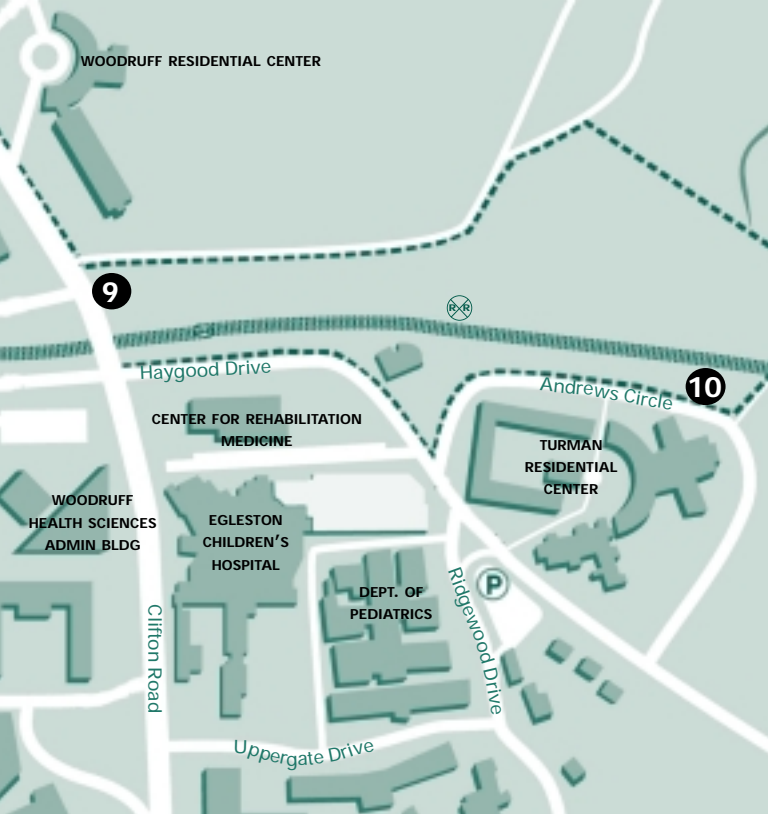 WOODRUFF RESIDENTIAL CENTER
9
R R
Haygood Drive
Andrews Circle
10
CENTER FOR REHABILITATION
MEDICINE
TURMAN
RESIDENTIAL
CENTER
WOODRUFF
HEALTH SCIENCES
ADMIN BLDG
EGLESTON
CHILDREN'S
HOSPITAL
DEPT. OF
PEDIATRICS
P
Ridgewood Drive
Clifton Road
Uppergate Drive